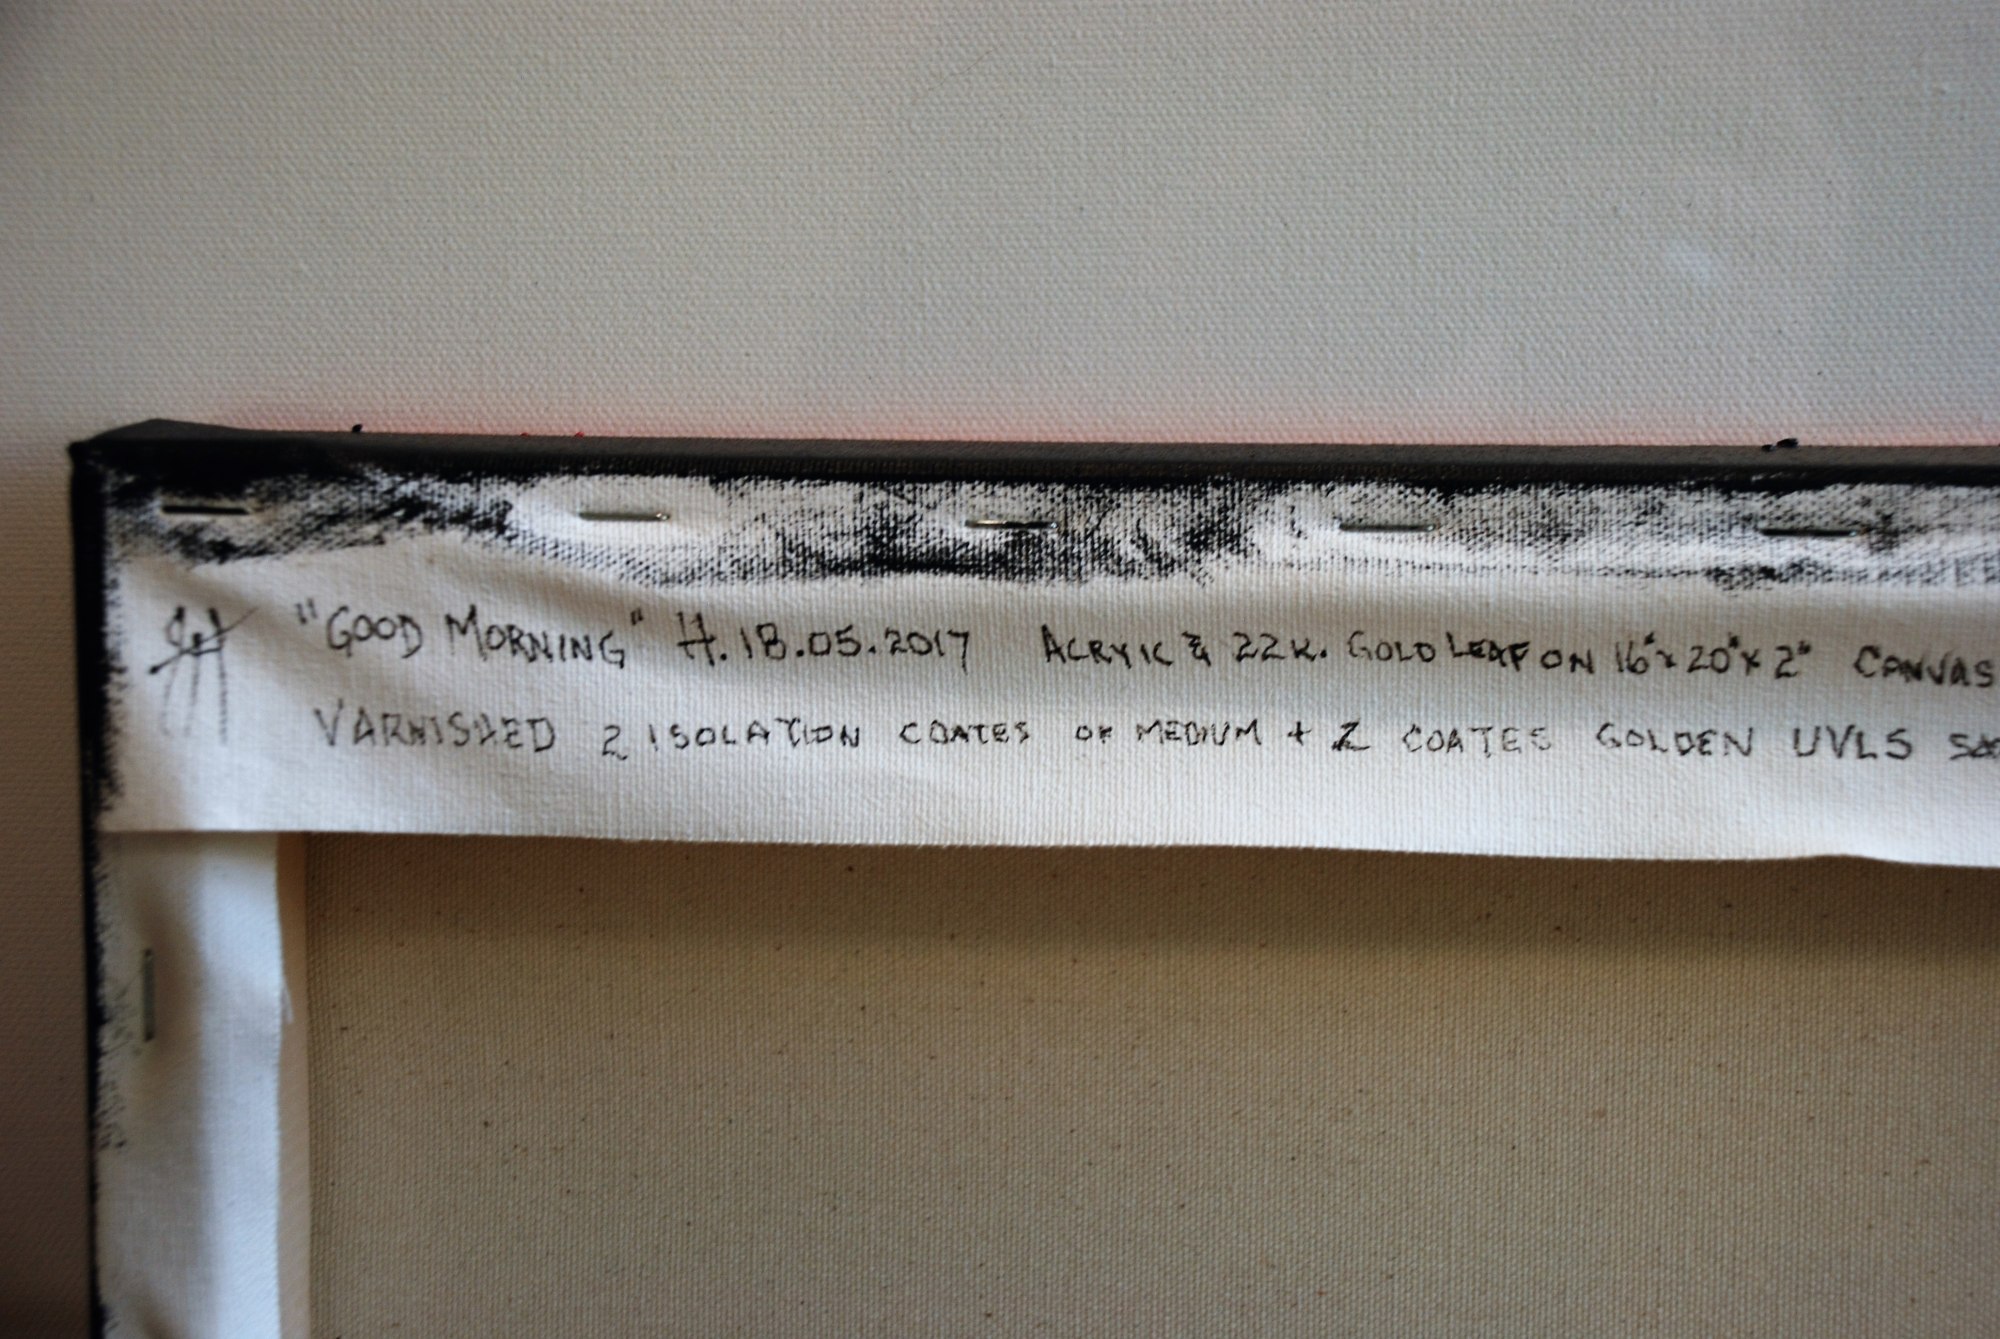 "GOOD MORNING" H. 18.05.2017 ACRYIC & 22K. GOLD LEAF ON 16"x20"x2" CANVAS
VARNISHED 2 ISOLATION COATES OF MEDIUM + 2 COATES GOLDEN UVLS